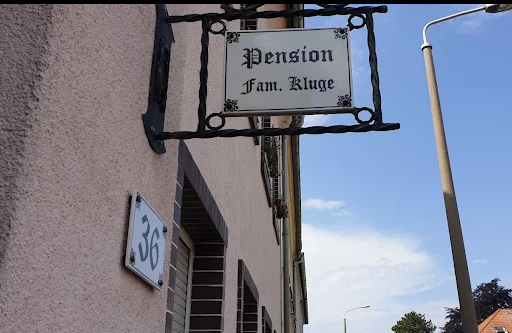 Pension
Fam. Kluge
36